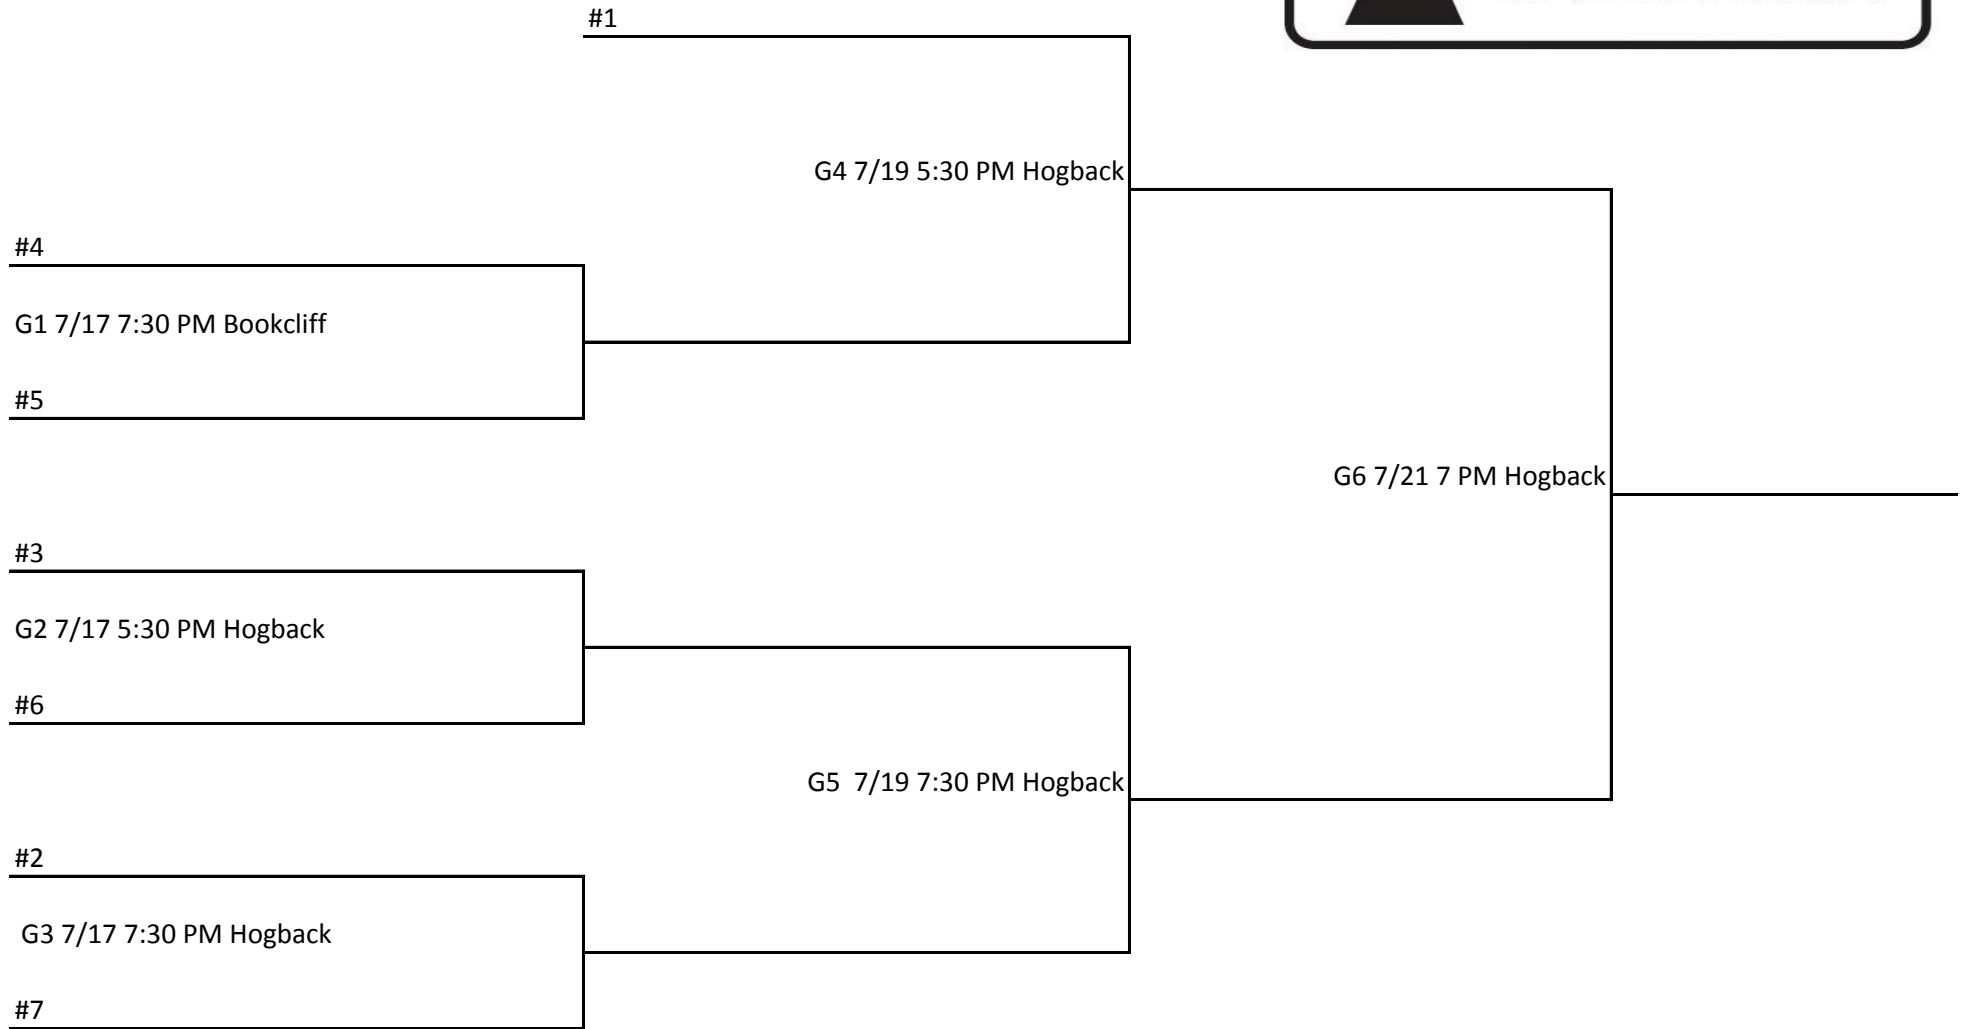 #1
G4 7/19 5:30 PM Hogback
#4
G1 7/17 7:30 PM Bookcliff
#5
G6 7/21 7 PM Hogback
#3
G2 7/17 5:30 PM Hogback
#6
G5  7/19 7:30 PM Hogback
#2
G3 7/17 7:30 PM Hogback
#7